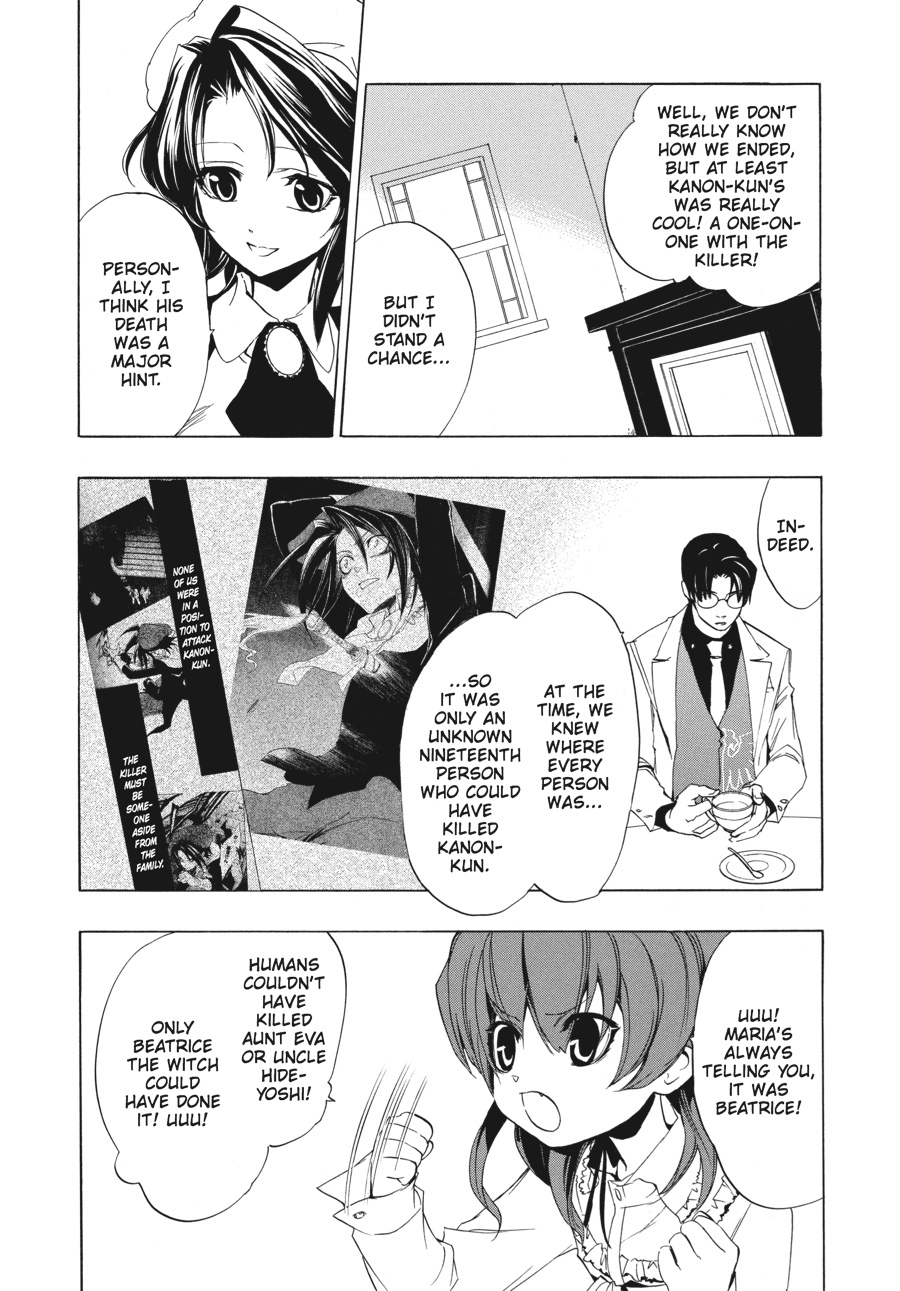 WELL, WE DON'T
REALLY KNOW
HOW WE ENDED,
BUT AT LEAST
KANON-KUN'S
WAS REALLY
COOL! A ONE-ON-
ONE WITH THE
KILLER!
BUT I
DIDN'T
STAND A
CHANCE...
PERSON-
ALLY, I
THINK HIS
DEATH
WAS A
MAJOR
HINT.
IN-
DEED.
AT THE
TIME, WE
KNEW
WHERE
EVERY
PERSON
WAS...
...SO
IT WAS
ONLY AN
UNKNOWN
NINETEENTH
PERSON
WHO COULD
HAVE
KILLED
KANON-
KUN.
NONE
OF US
WERE
IN A
POSI-
TION TO
ATTACK
KANON-
KUN.
THE
KILLER
MUST
BE
SOME-
ONE
ASIDE
FROM
THE
FAMILY.
UUU!
MARIA'S
ALWAYS
TELLING YOU,
IT WAS
BEATRICE!
HUMANS
COULDN'T
HAVE
KILLED
AUNT EVA
OR UNCLE
HIDE-
YOSHI!
ONLY
BEATRICE
THE WITCH
COULD
HAVE DONE
IT! UUU!